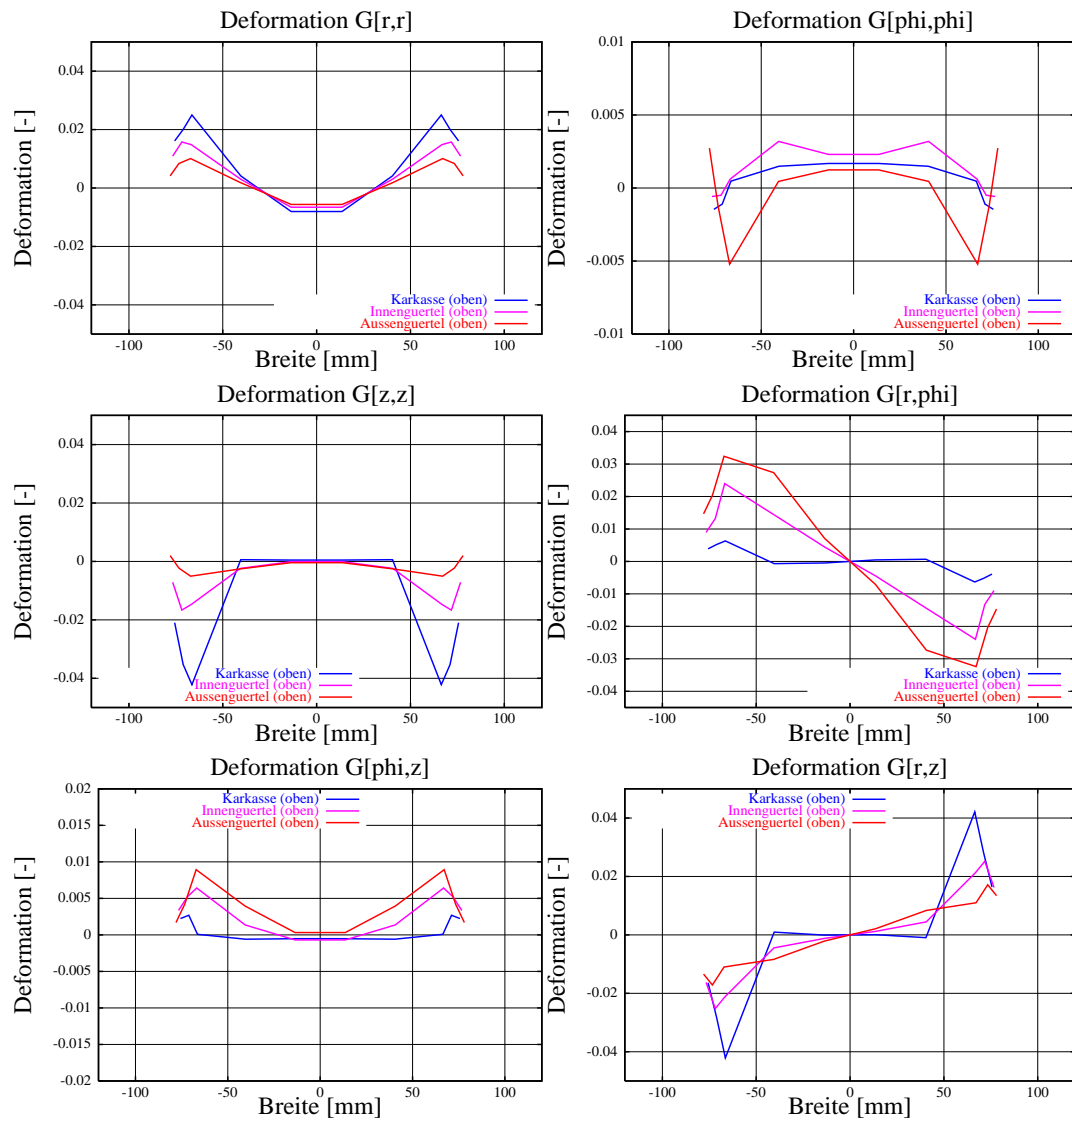 Deformation G[r,r]
Deformation [-]
0.04
0.02
0
-0.02
-0.04
Karkasse (oben)
Innenguertel (oben)
Aussenguertel (oben)
-100
-50
0
50
100
Breite [mm]
Deformation G[phi,phi]
Deformation [-]
0.01
0.005
0
-0.005
-0.01
Karkasse (oben)
Innenguertel (oben)
Aussenguertel (oben)
-100
-50
0
50
100
Breite [mm]
Deformation G[z,z]
Deformation [-]
0.04
0.02
0
-0.02
-0.04
Karkasse (oben)
Innenguertel (oben)
Aussenguertel (oben)
-100
-50
0
50
100
Breite [mm]
Deformation G[r,phi]
Deformation [-]
0.04
0.03
0.02
0.01
0
-0.01
-0.02
-0.03
-0.04
Karkasse (oben)
Innenguertel (oben)
Aussenguertel (oben)
-100
-50
0
50
100
Breite [mm]
Deformation G[phi,z]
Deformation [-]
0.02
0.015
0.01
0.005
0
-0.005
-0.01
-0.015
-0.02
Karkasse (oben)
Innenguertel (oben)
Aussenguertel (oben)
-100
-50
0
50
100
Breite [mm]
Deformation G[r,z]
Deformation [-]
0.04
0.02
0
-0.02
-0.04
Karkasse (oben)
Innenguertel (oben)
Aussenguertel (oben)
-100
-50
0
50
100
Breite [mm]